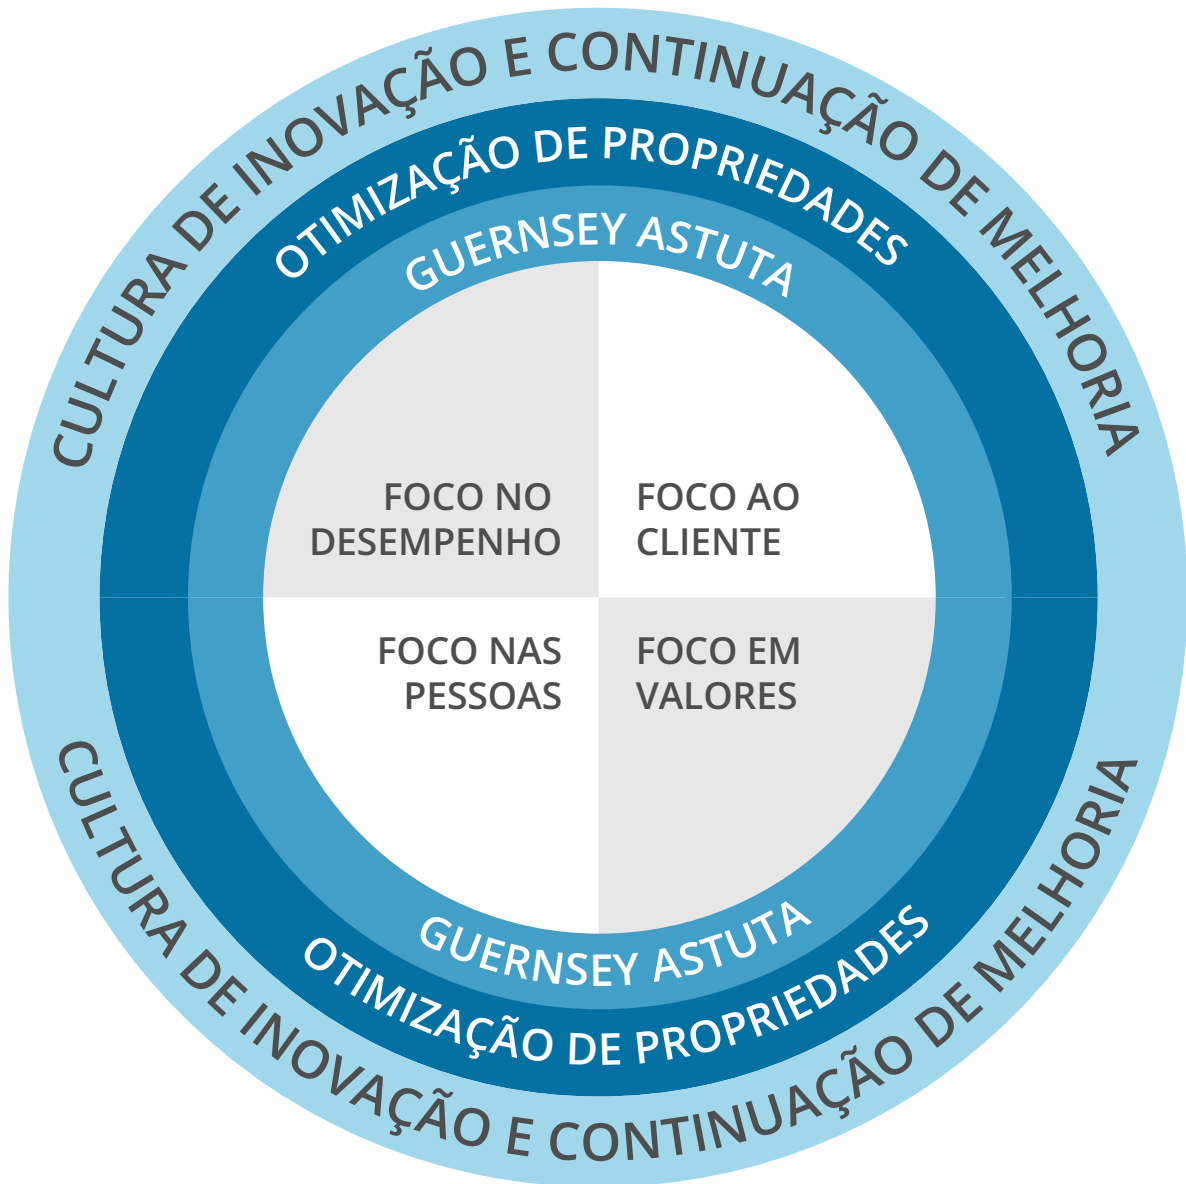 CULTURA DE INOVAÇÃO E CONTINUAÇÃO DE MELHORIA
OTIMIZAÇÃO DE PROPRIEDADES
GUERNSEY ASTUTA
FOCO NO
DESEMPENHO
FOCO AO
CLIENTE
FOCO NAS
PESSOAS
FOCO EM
VALORES
GUERNSEY ASTUTA
OTIMIZAÇÃO DE PROPRIEDADES
CULTURA DE INOVAÇÃO E CONTINUAÇÃO DE MELHORIA